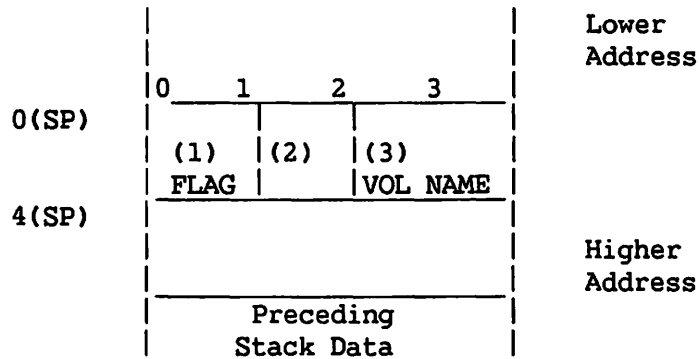 Lower
Address
0 1 2 3
0(SP)
(1) (2) (3)
FLAG VOL NAME
4(SP)
Higher
Address
Preceding
Stack Data